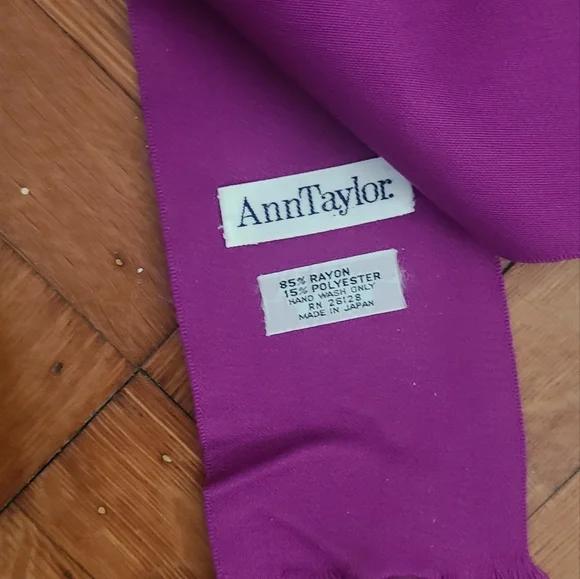 AnnTaylor.
85% RAYON
15% POLYESTER
HAND WASH ONLY
RN 26128
MADE IN JAPAN